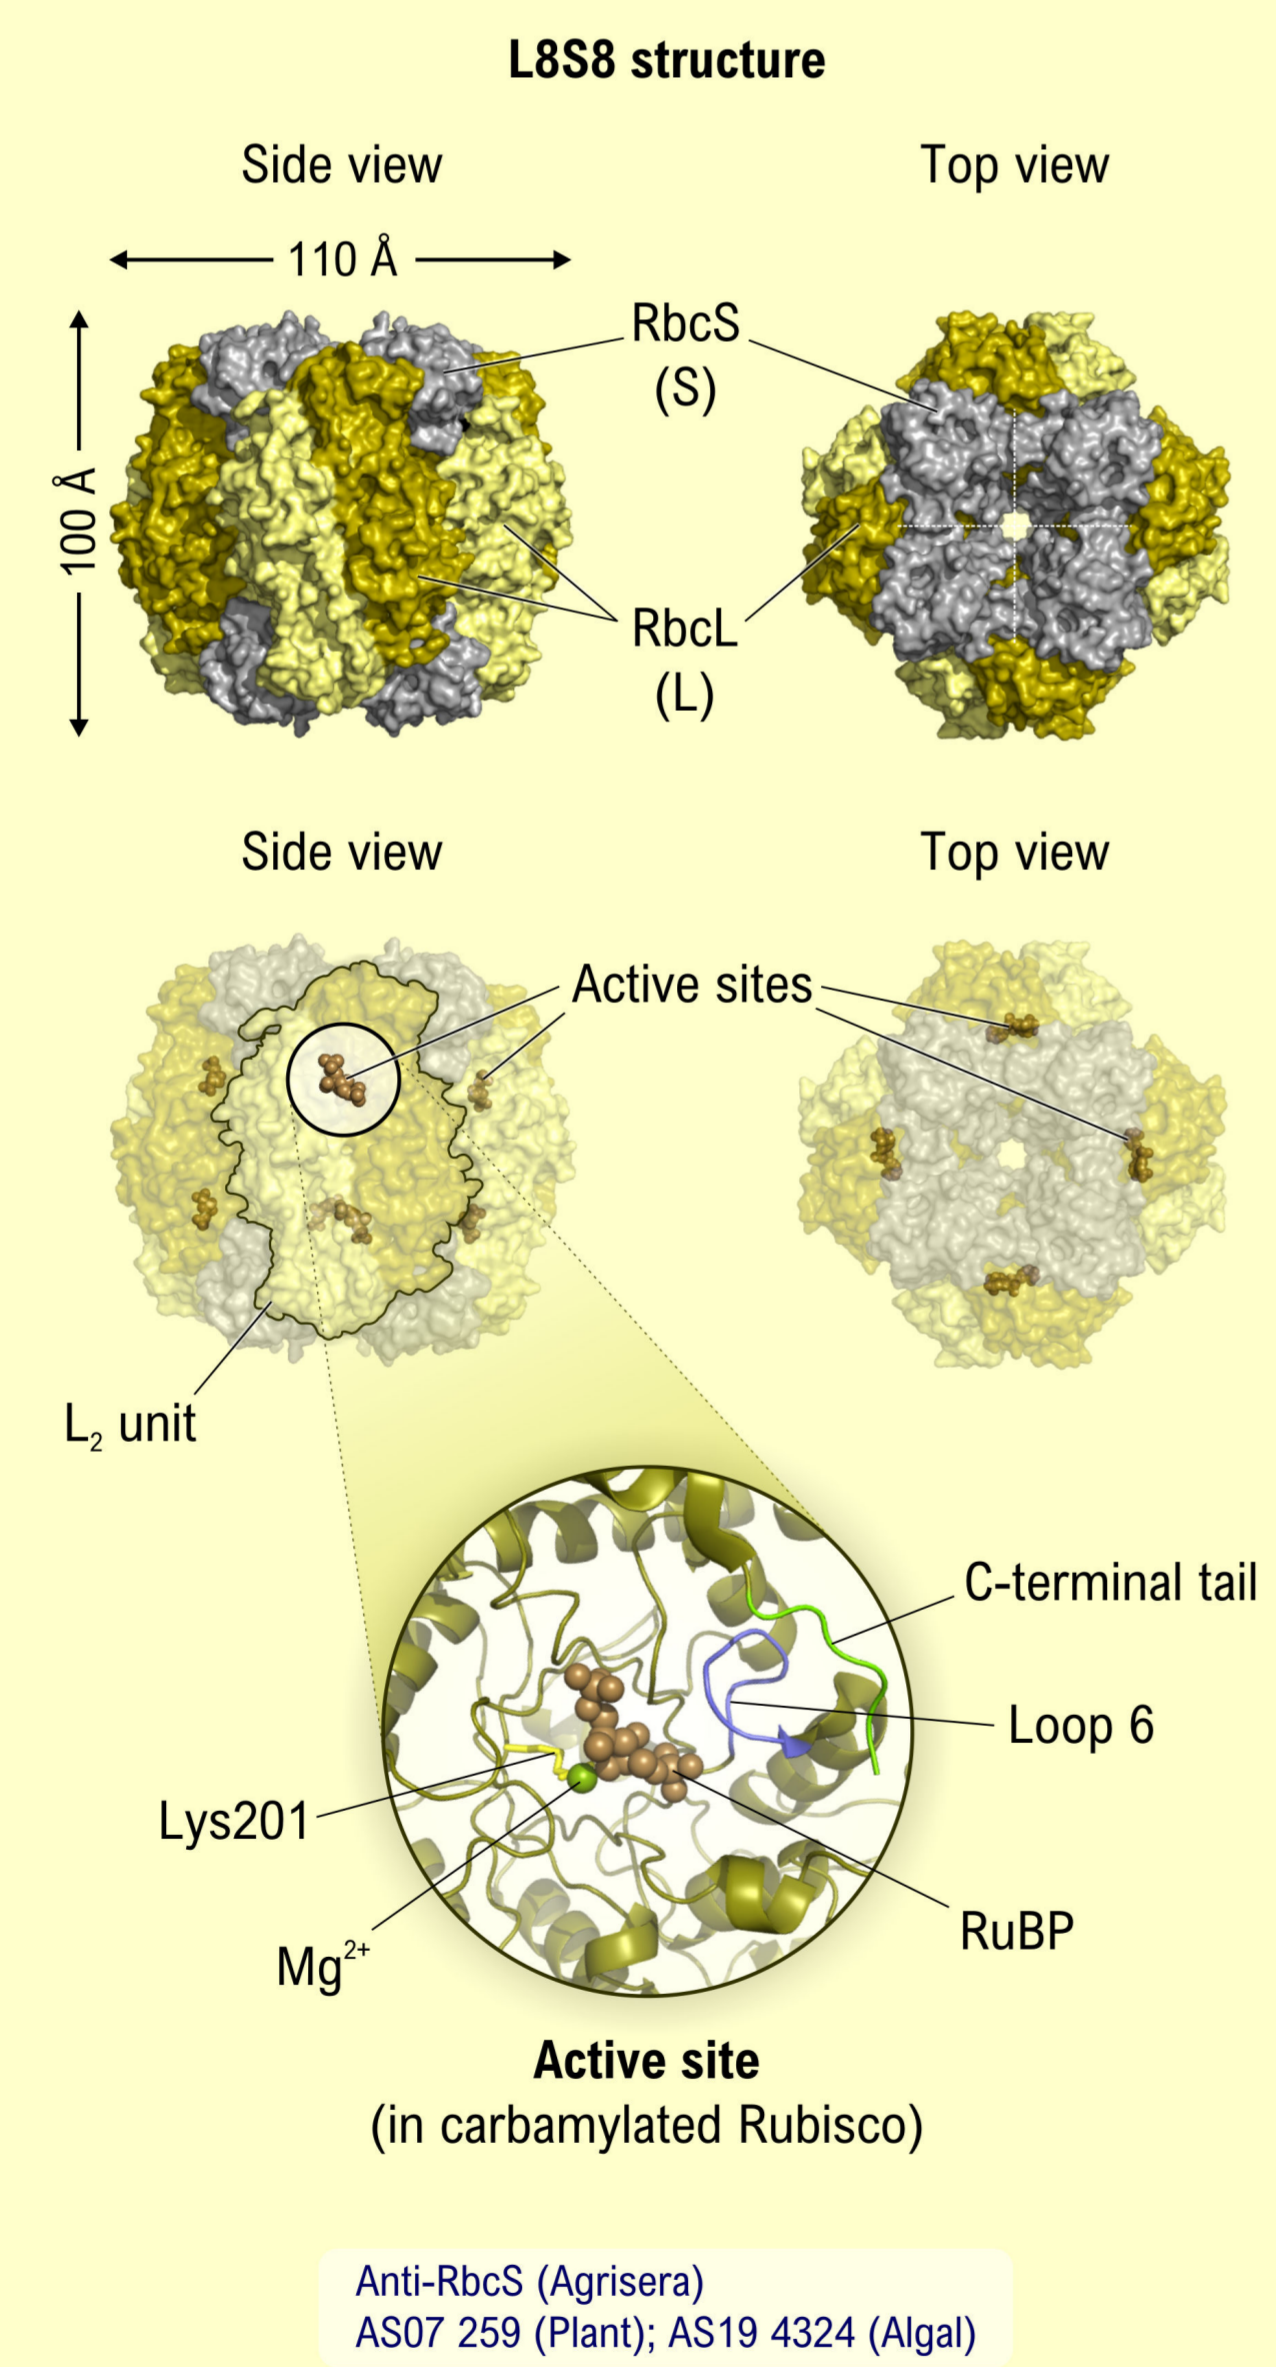 L8S8 structure
Side view
Top view
110 Å
100 Å
RbcS
(S)
RbcL
(L)
Side view
Top view
Active sites
L₂ unit
C-terminal tail
Loop 6
Lys201
RuBP
Mg²⁺
Active site
(in carbamylated Rubisco)
Anti-RbcS (Agrisera)
AS07 259 (Plant); AS19 4324 (Algal)